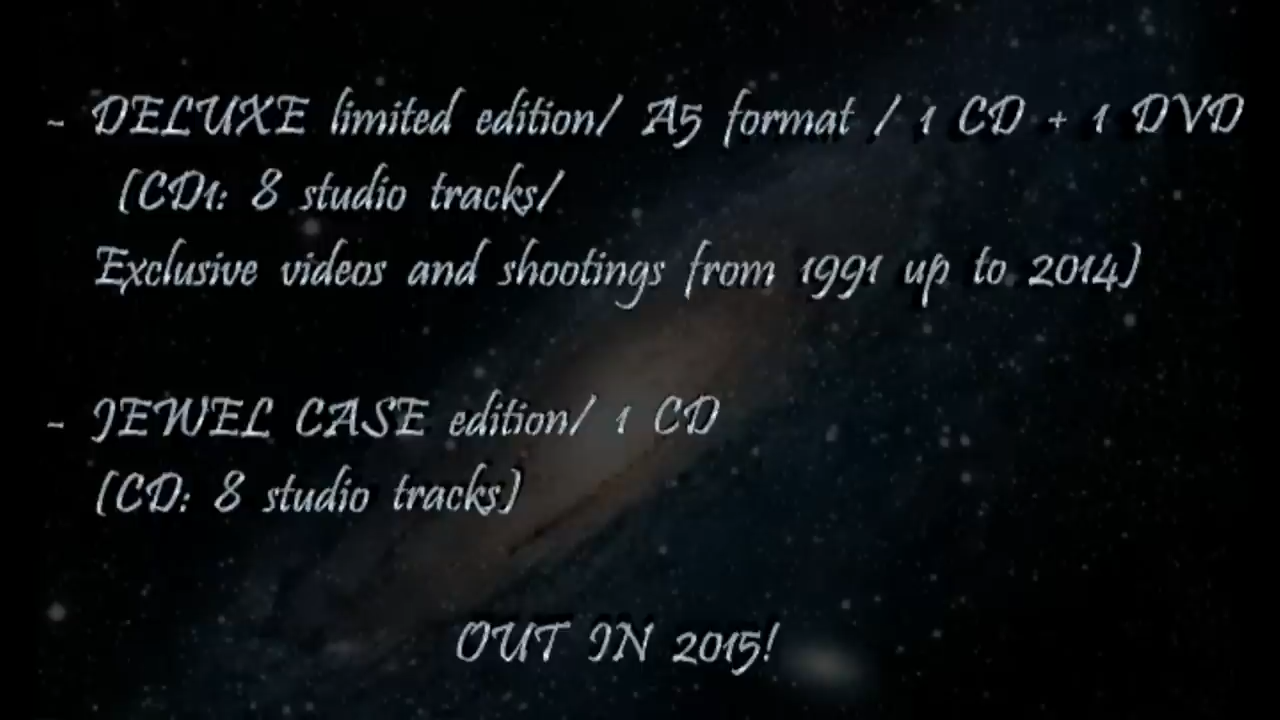 - DELUXE limited edition/ A5 format / 1 CD + 1 DVD
(CD1: 8 studio tracks/
Exclusive videos and shootings from 1991 up to 2014)
- JEWEL CASE edition/ 1 CD
(CD: 8 studio tracks)
OUT IN 2015!